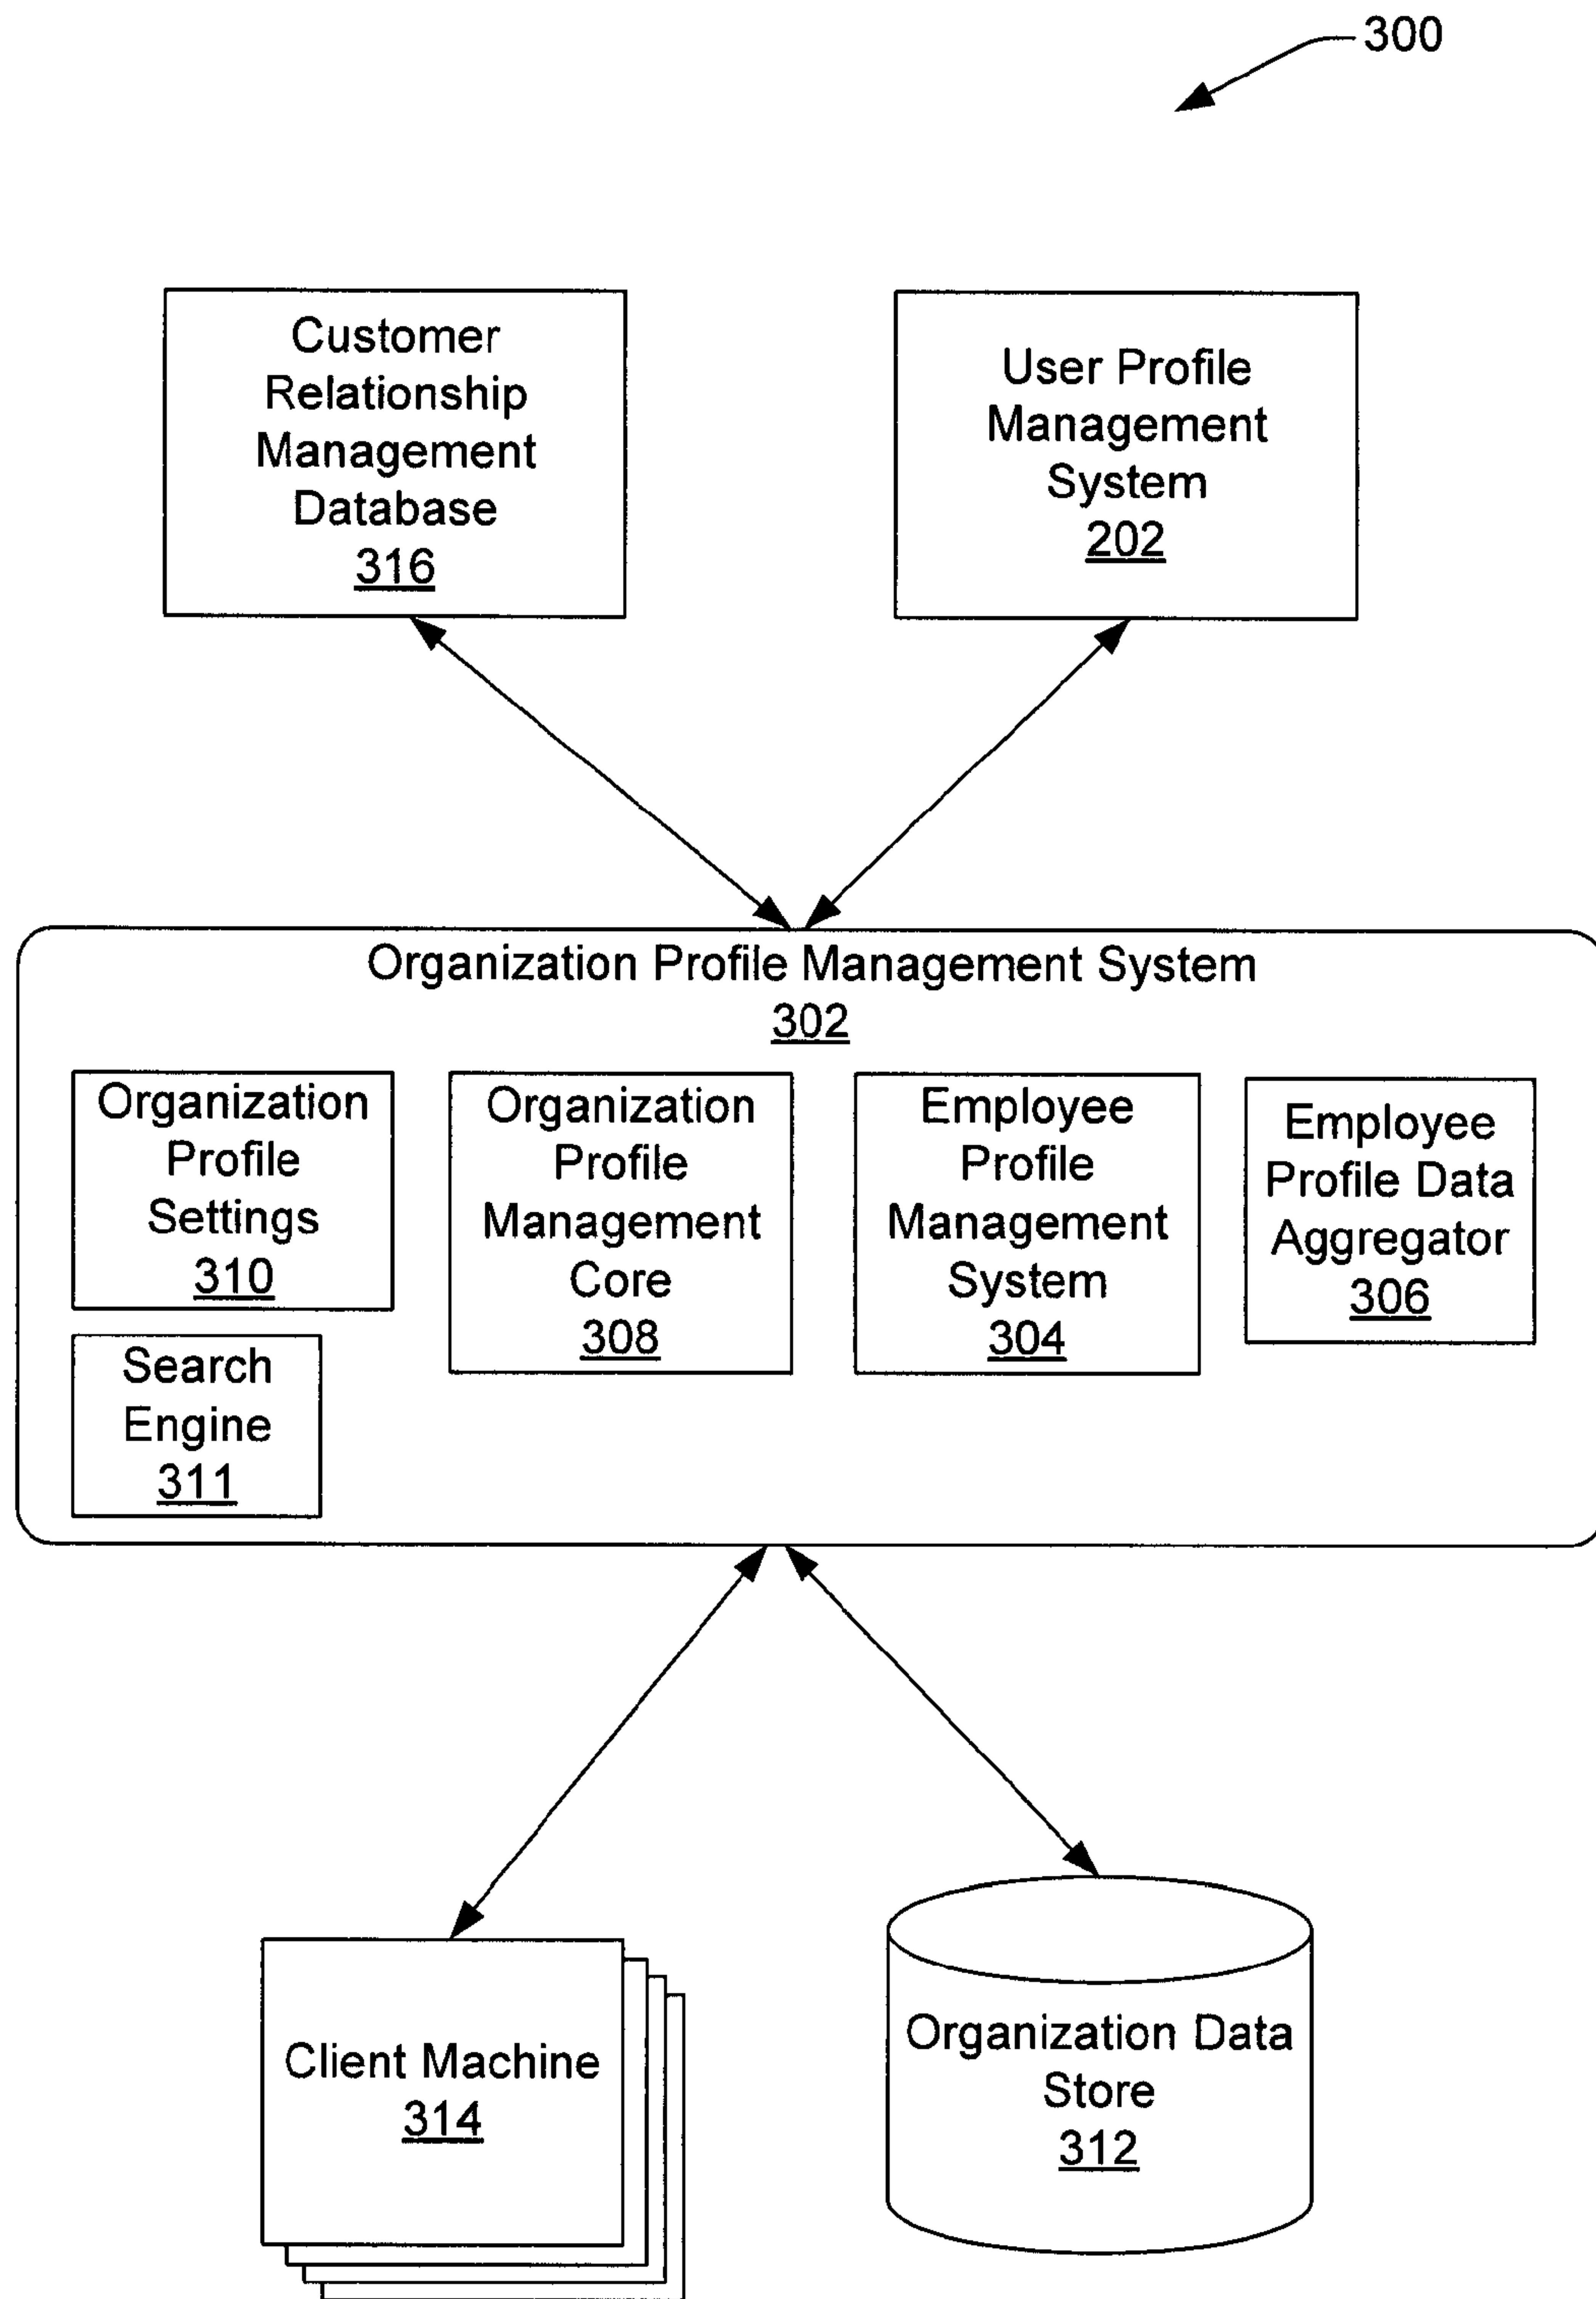 300
Customer
Relationship
Management
Database
316
User Profile
Management
System
202
Organization Profile Management System
302
Organization
Profile
Settings
310
Organization
Profile
Management
Core
308
Employee
Profile
Management
System
304
Employee
Profile Data
Aggregator
306
Search
Engine
311
Client Machine
314
Organization Data
Store
312